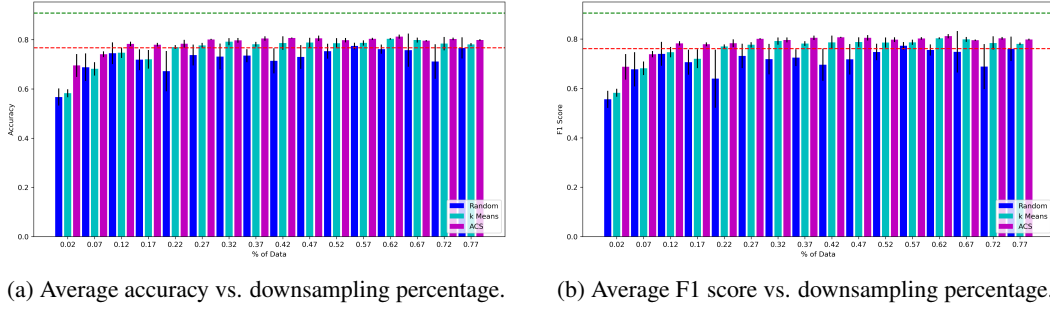 0.8
0.6
0.4
0.2
0.0
Accuracy
0.02 0.07 0.12 0.17 0.22 0.27 0.32 0.37 0.42 0.47 0.52 0.57 0.62 0.67 0.72 0.77
% of Data
Random
k Means
ACS
(a) Average accuracy vs. downsampling percentage.
0.8
0.6
0.4
0.2
0.0
F1 Score
0.02 0.07 0.12 0.17 0.22 0.27 0.32 0.37 0.42 0.47 0.52 0.57 0.62 0.67 0.72 0.77
% of Data
Random
k Means
ACS
(b) Average F1 score vs. downsampling percentage.